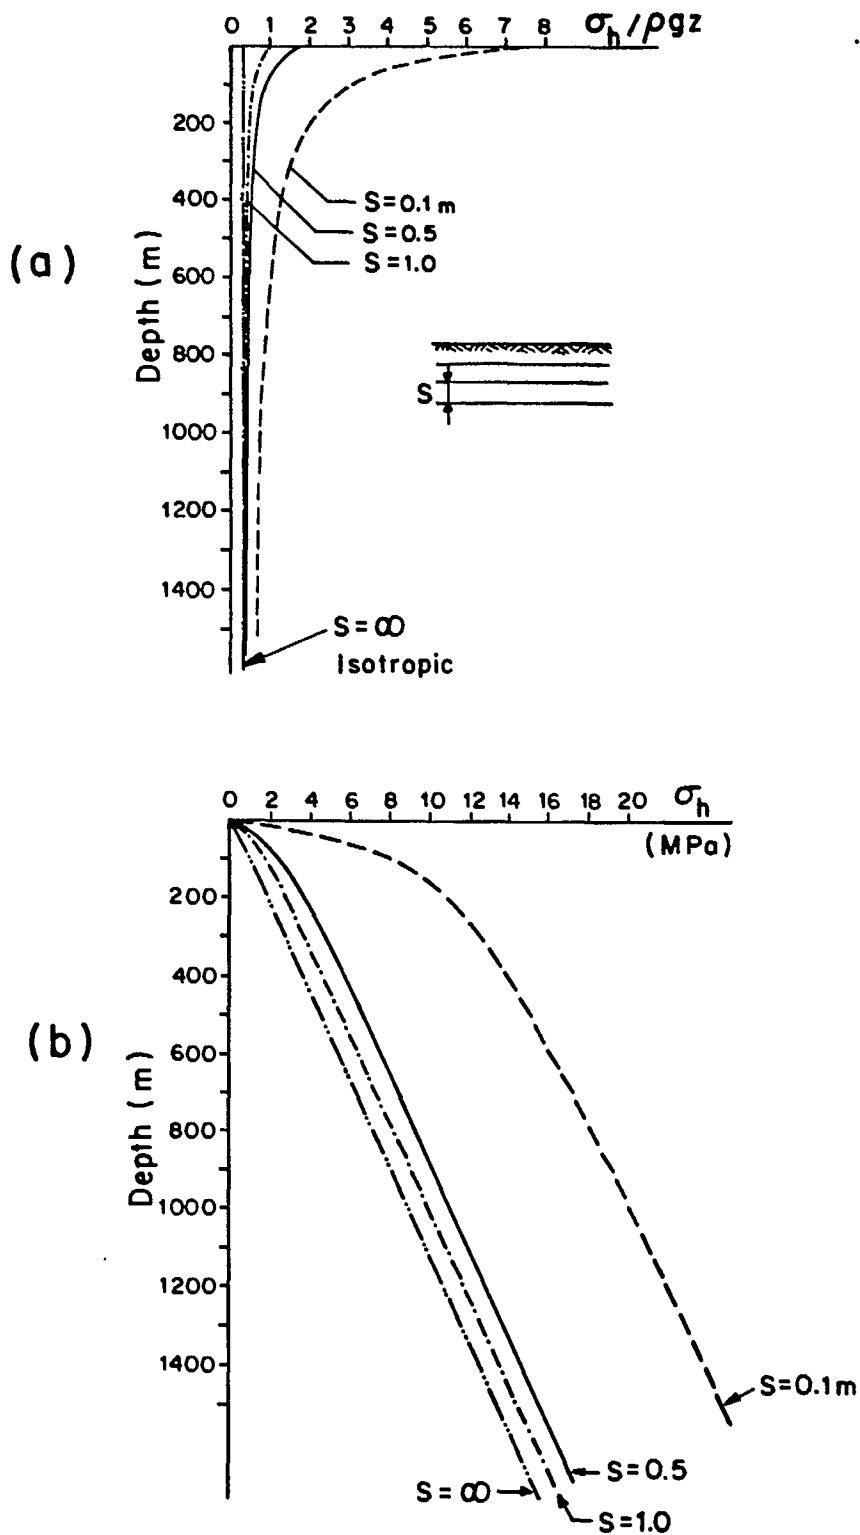 0 1 2 3 4 5 6 7 8 σh/ρgz
200
400
600
800
1000
1200
1400
Depth (m)
(a)
S=0.1 m
S=0.5
S=1.0
S
S=∞
Isotropic
0 2 4 6 8 10 12 14 16 18 20 σh
(MPa)
200
400
600
800
1000
1200
1400
Depth (m)
(b)
S=0.1m
S=0.5
S=∞
S=1.0